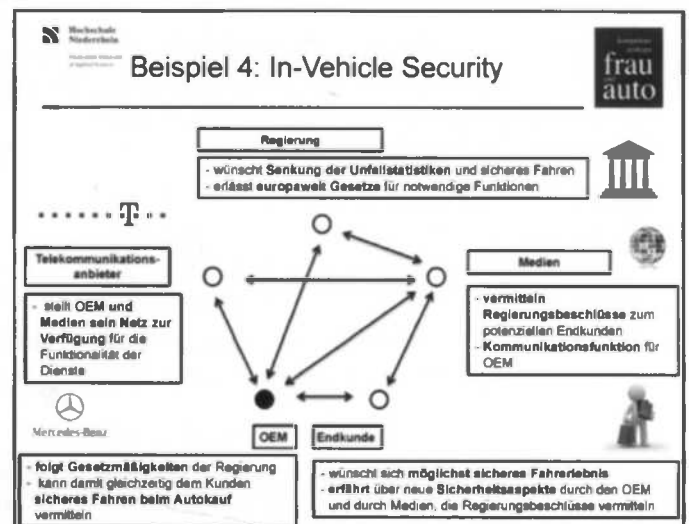 Hochschule
Niederrhein
Beispiel 4: In-Vehicle Security
frau
auto
Regierung
- wünscht Senkung der Unfallstatistiken und sicheres Fahren
- erlässt europaweit Gesetze für notwendige Funktionen
T
Telekommunikations-
anbieter
- stellt OEM und
Medien sein Netz zur
Verfügung für die
Funktionalität der
Dienste
Medien
- vermitteln
Regierungsbeschlüsse zum
potenziellen Endkunden
- Kommunikationsfunktion für
OEM
Mercedes-Benz
OEM
Endkunde
- folgt Gesetzmäßigkeiten der Regierung
- kann damit gleichzeitig dem Kunden
sicheres Fahren beim Autokauf
vermitteln
- wünscht sich möglichst sicheres Fahrerlebnis
- erfährt über neue Sicherheitsaspekte durch den OEM
und durch Medien, die Regierungsbeschlüsse vermitteln